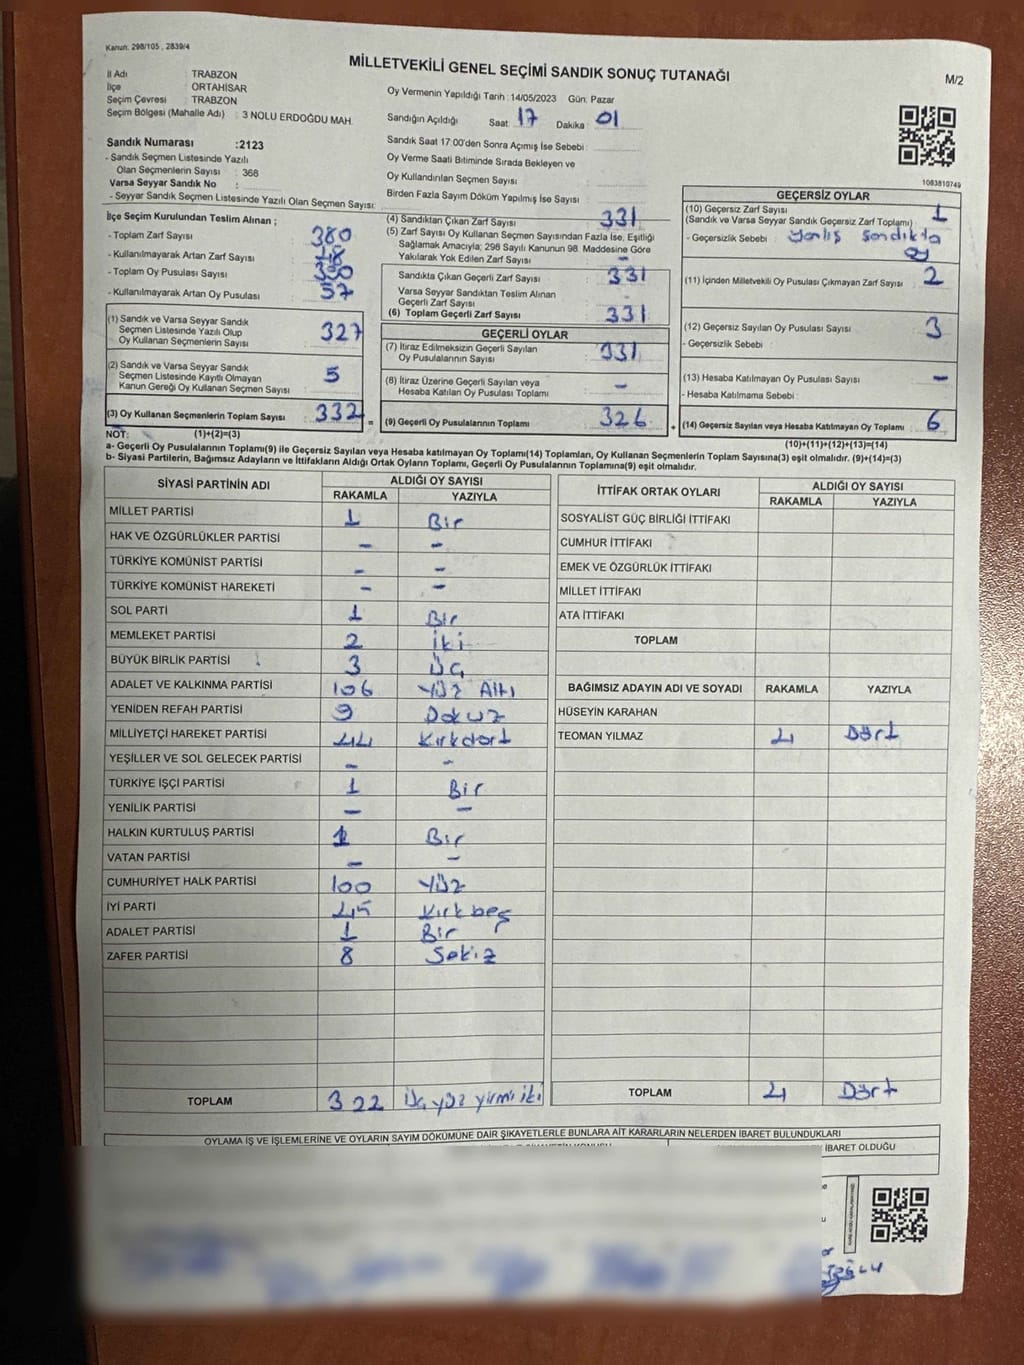 Kanun: 298/105 , 2839/4
MİLLETVEKİLİ GENEL SEÇİMİ SANDIK SONUÇ TUTANAĞI
M/2
İl Adı : TRABZON
İlçe : ORTAHİSAR
Seçim Çevresi : TRABZON
Seçim Bölgesi (Mahalle Adı) : 3 NOLU ERDOĞDU MAH.
Sandık Numarası :2123
- Sandık Seçmen Listesinde Yazılı
Olan Seçmenlerin Sayısı : 368
Varsa Seyyar Sandık No :
- Seyyar Sandık Seçmen Listesinde Yazılı Olan Seçmen Sayısı:
Oy Vermenin Yapıldığı Tarih : 14/05/2023 Gün: Pazar
Sandığın Açıldığı Saat 17 Dakika 01
Sandık Saat 17:00'den Sonra Açılmış İse Sebebi :
Oy Verme Saati Bitiminde Sırada Bekleyen ve
Oy Kullandırılan Seçmen Sayısı :
Birden Fazla Sayım Döküm Yapılmış İse Sayısı :
1083810749
İlçe Seçim Kurulundan Teslim Alınan ;
- Toplam Zarf Sayısı : 380
- Kullanılmayarak Artan Zarf Sayısı :
- Toplam Oy Pusulası Sayısı :
- Kullanılmayarak Artan Oy Pusulası : 57
(1) Sandık ve Varsa Seyyar Sandık
Seçmen Listesinde Yazılı Olup
Oy Kullanan Seçmenlerin Sayısı : 327
(2) Sandık ve Varsa Seyyar Sandık
Seçmen Listesinde Kayıtlı Olmayan
Kanun Gereği Oy Kullanan Seçmen Sayısı : 5
(3) Oy Kullanan Seçmenlerin Toplam Sayısı : 332 =
(4) Sandıktan Çıkan Zarf Sayısı : 331
(5) Zarf Sayısı Oy Kullanan Seçmen Sayısından Fazla İse, Eşitliği
Sağlamak Amacıyla; 298 Sayılı Kanunun 98. Maddesine Göre
Yakılarak Yok Edilen Zarf Sayısı : -
Sandıkta Çıkan Geçerli Zarf Sayısı : 331
Varsa Seyyar Sandıktan Teslim Alınan
Geçerli Zarf Sayısı :
(6) Toplam Geçerli Zarf Sayısı : 331
GEÇERLİ OYLAR
(7) İtiraz Edilmeksizin Geçerli Sayılan
Oy Pusulalarının Sayısı : 331
(8) İtiraz Üzerine Geçerli Sayılan veya
Hesaba Katılan Oy Pusulası Toplamı : -
(9) Geçerli Oy Pusulalarının Toplamı : 326 +
GEÇERSİZ OYLAR
(10) Geçersiz Zarf Sayısı : 1
(Sandık ve Varsa Seyyar Sandık Geçersiz Zarf Toplamı)
- Geçersizlik Sebebi : yanlış sandıkta
oy
(11) İçinden Milletvekili Oy Pusulası Çıkmayan Zarf Sayısı : 2
(12) Geçersiz Sayılan Oy Pusulası Sayısı : 3
- Geçersizlik Sebebi :
(13) Hesaba Katılmayan Oy Pusulası Sayısı : -
- Hesaba Katılmama Sebebi :
(14) Geçersiz Sayılan veya Hesaba Katılmayan Oy Toplamı : 6
NOT: (1)+(2)=(3)
(10)+(11)+(12)+(13)=(14)
a- Geçerli Oy Pusulalarının Toplamı(9) ile Geçersiz Sayılan veya Hesaba Katılmayan Oy Toplamı(14) Toplamları, Oy Kullanan Seçmenlerin Toplam Sayısına(3) eşit olmalıdır. (9)+(14)=(3)
b- Siyasi Partilerin, Bağımsız Adayların ve İttifakların Aldığı Ortak Oyların Toplamı, Geçerli Oy Pusulalarının Toplamına(9) eşit olmalıdır.
SİYASİ PARTİNİN ADI ALDIĞI OY SAYISI
RAKAMLA YAZIYLA
MİLLET PARTİSİ 1 Bir
HAK VE ÖZGÜRLÜKLER PARTİSİ - -
TÜRKİYE KOMÜNİST PARTİSİ - -
TÜRKİYE KOMÜNİST HAREKETİ - -
SOL PARTİ 1 Bir
MEMLEKET PARTİSİ 2 iki
BÜYÜK BİRLİK PARTİSİ 3 Üç
ADALET VE KALKINMA PARTİSİ 106 Yüz Altı
YENİDEN REFAH PARTİSİ 9 Dokuz
MİLLİYETÇİ HAREKET PARTİSİ 44 Kırkdört
YEŞİLLER VE SOL GELECEK PARTİSİ - -
TÜRKİYE İŞÇİ PARTİSİ 1 Bir
YENİLİK PARTİSİ - -
HALKIN KURTULUŞ PARTİSİ 1 Bir
VATAN PARTİSİ - -
CUMHURİYET HALK PARTİSİ 100 Yüz
İYİ PARTİ 45 Kırkbeş
ADALET PARTİSİ 1 Bir
ZAFER PARTİSİ 8 Sekiz
TOPLAM 322 Üç yüz yirmi iki
İTTİFAK ORTAK OYLARI ALDIĞI OY SAYISI
RAKAMLA YAZIYLA
SOSYALİST GÜÇ BİRLİĞİ İTTİFAKI
CUMHUR İTTİFAKI
EMEK VE ÖZGÜRLÜK İTTİFAKI
MİLLET İTTİFAKI
ATA İTTİFAKI
TOPLAM
BAĞIMSIZ ADAYIN ADI VE SOYADI RAKAMLA YAZIYLA
HÜSEYİN KARAHAN
TEOMAN YILMAZ 4 Dört
TOPLAM 4 Dört
OYLAMA İŞ VE İŞLEMLERİNE VE OYLARIN SAYIM DÖKÜMÜNE DAİR ŞİKAYETLERLE BUNLARA AİT KARARLARIN NELERDEN İBARET BULUNDUKLARI
İBARET OLDUĞU